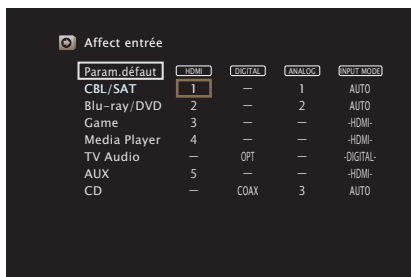 Affect entrée
Param.défaut HDMI DIGITAL ANALOG INPUT MODE
CBL/SAT 1 — 1 AUTO
Blu-ray/DVD 2 — 2 AUTO
Game 3 — — -HDMI-
Media Player 4 — — -HDMI-
TV Audio — OPT — -DIGITAL-
AUX 5 — — -HDMI-
CD — COAX 3 AUTO